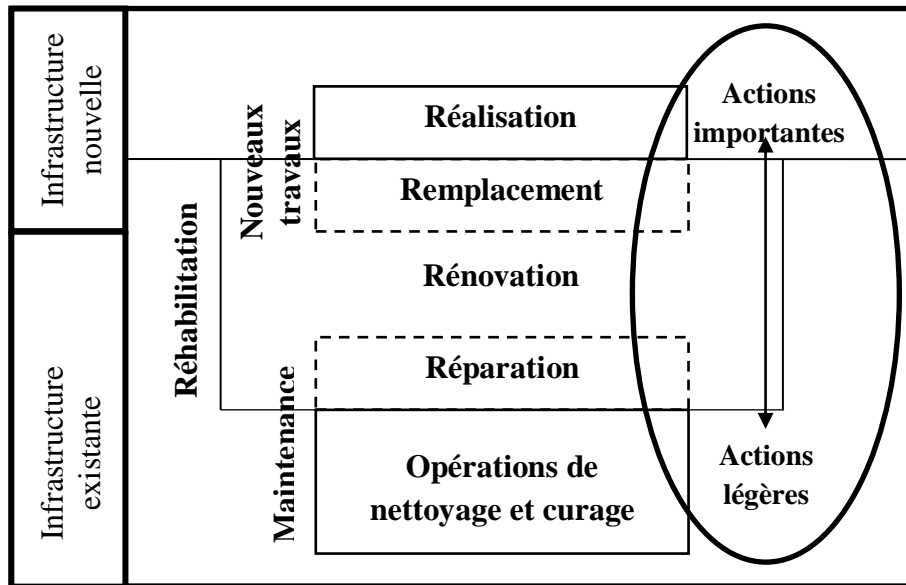 Infrastructure
nouvelle
Infrastructure
existante
Réhabilitation
Nouveaux
travaux
Maintenance
Réalisation
Remplacement
Rénovation
Réparation
Opérations de
nettoyage et curage
Actions
importantes
Actions
légères